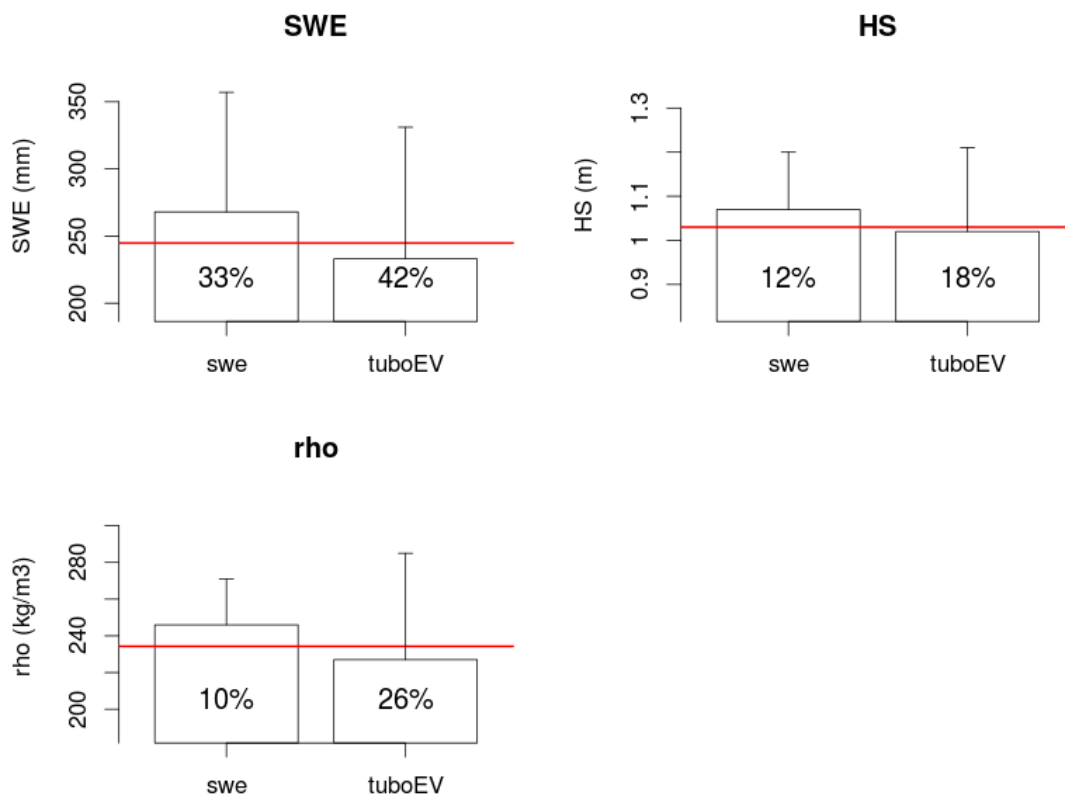 SWE
SWE (mm)
350
300
250
200
33%
42%
swe
tuboEV
HS
HS (m)
1.3
1.1
1
0.9
12%
18%
swe
tuboEV
rho
rho (kg/m3)
280
240
200
10%
26%
swe
tuboEV